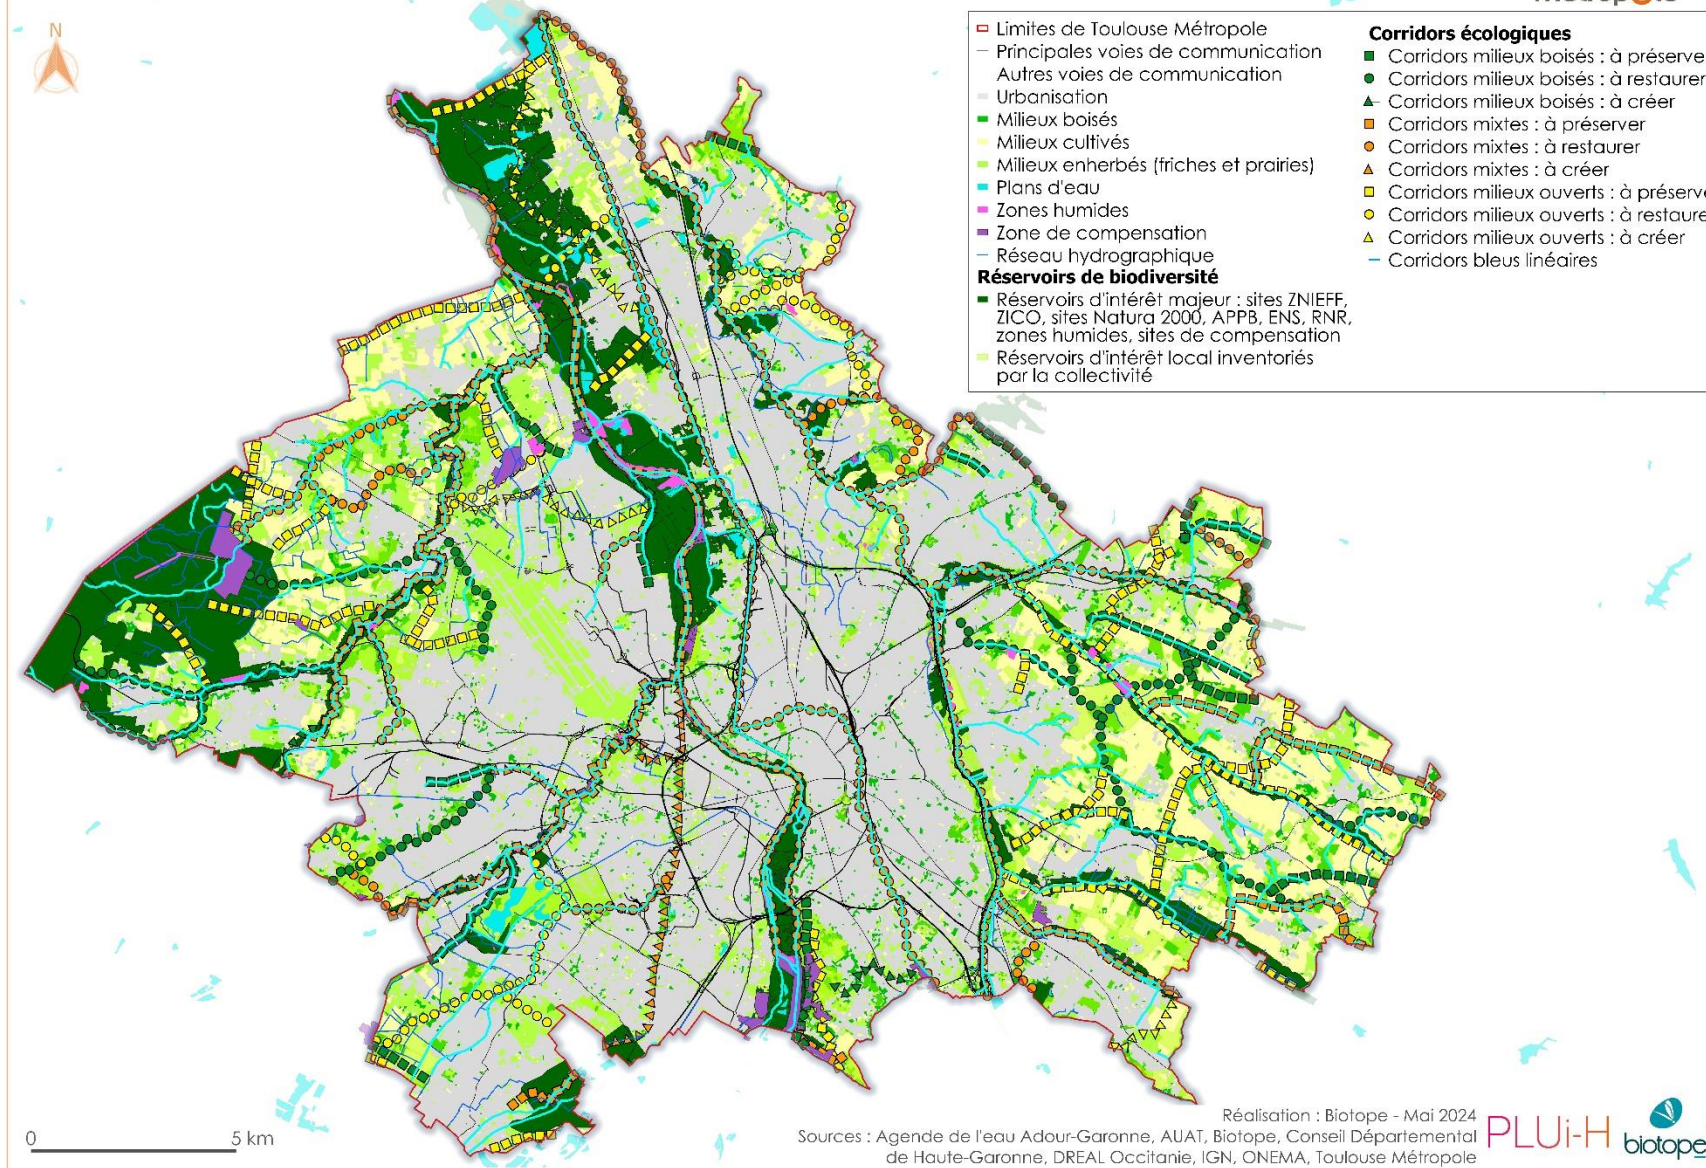 N
Limites de Toulouse Métropole
Principales voies de communication
Autres voies de communication
Urbanisation
Milieux boisés
Milieux cultivés
Milieux enherbés (friches et prairies)
Plans d'eau
Zones humides
Zone de compensation
Réseau hydrographique
Réservoirs de biodiversité
Réservoirs d'intérêt majeur : sites ZNIEFF,
ZICO, sites Natura 2000, APPB, ENS, RNR,
zones humides, sites de compensation
Réservoirs d'intérêt local inventoriés
par la collectivité
Corridors écologiques
Corridors milieux boisés : à préserve
Corridors milieux boisés : à restaurer
Corridors milieux boisés : à créer
Corridors mixtes : à préserver
Corridors mixtes : à restaurer
Corridors mixtes : à créer
Corridors milieux ouverts : à préserve
Corridors milieux ouverts : à restaure
Corridors milieux ouverts : à créer
Corridors bleus linéaires
0 5 km
Réalisation : Biotope - Mai 2024
Sources : Agende de l'eau Adour-Garonne, AUAT, Biotope, Conseil Départemental
de Haute-Garonne, DREAL Occitanie, IGN, ONEMA, Toulouse Métropole
PLUi-H
biotope